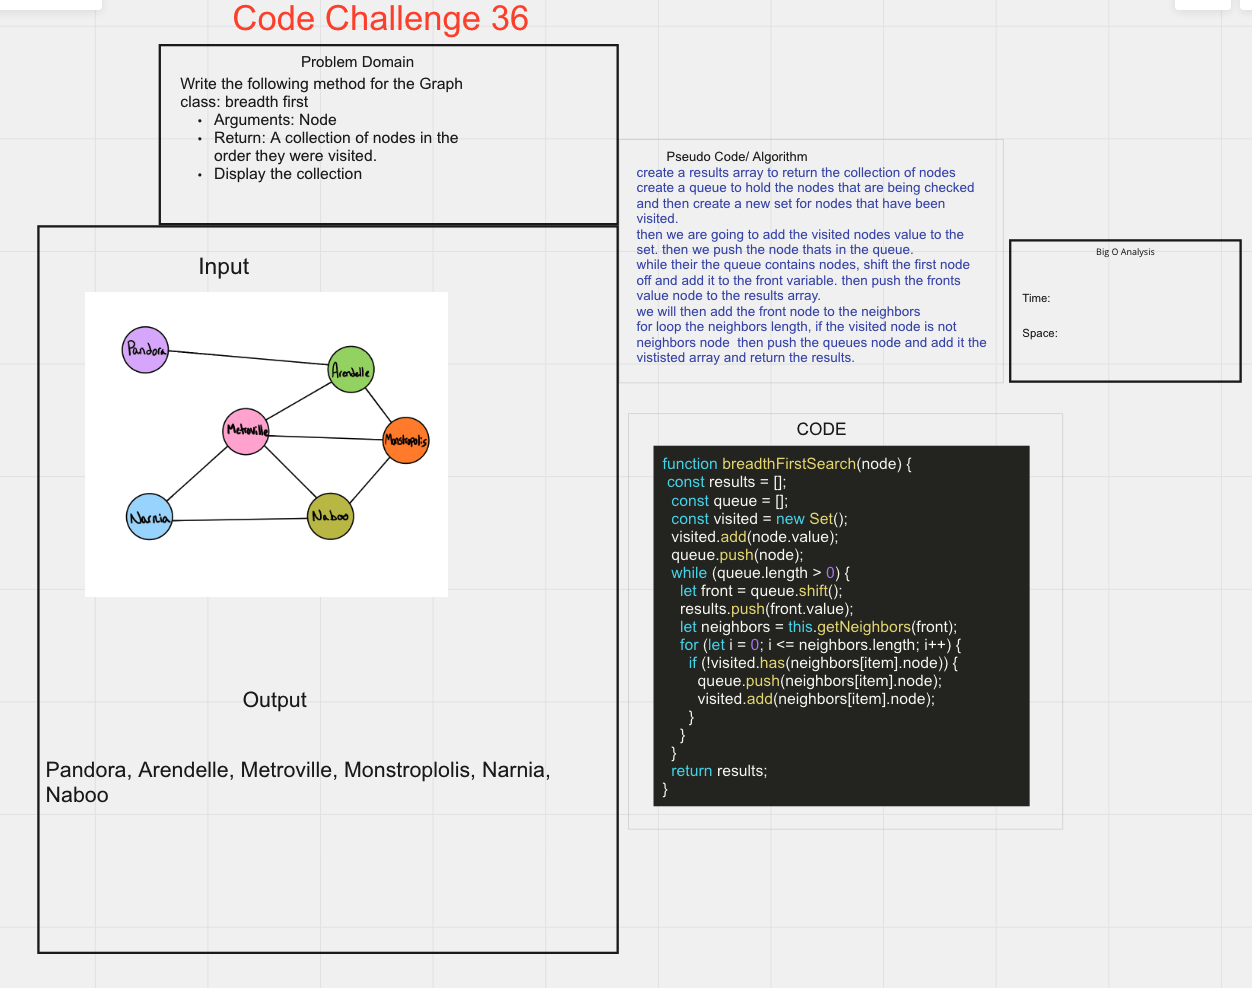 Code Challenge 36
Problem Domain
Write the following method for the Graph
class: breadth first
• Arguments: Node
• Return: A collection of nodes in the
order they were visited.
• Display the collection
Input
Pandora
Arendelle
Metroville
Monstropolis
Narnia
Naboo
Output
Pandora, Arendelle, Metroville, Monstroplolis, Narnia,
Naboo
Pseudo Code/ Algorithm
create a results array to return the collection of nodes
create a queue to hold the nodes that are being checked
and then create a new set for nodes that have been
visited.
then we are going to add the visited nodes value to the
set. then we push the node thats in the queue.
while their the queue contains nodes, shift the first node
off and add it to the front variable. then push the fronts
value node to the results array.
we will then add the front node to the neighbors
for loop the neighbors length, if the visited node is not
neighbors node  then push the queues node and add it the
vististed array and return the results.
Big O Analysis
Time:
Space:
CODE
function breadthFirstSearch(node) {
const results = [];
const queue = [];
const visited = new Set();
visited.add(node.value);
queue.push(node);
while (queue.length > 0) {
let front = queue.shift();
results.push(front.value);
let neighbors = this.getNeighbors(front);
for (let i = 0; i <= neighbors.length; i++) {
if (!visited.has(neighbors[item].node)) {
queue.push(neighbors[item].node);
visited.add(neighbors[item].node);
}
}
}
return results;
}